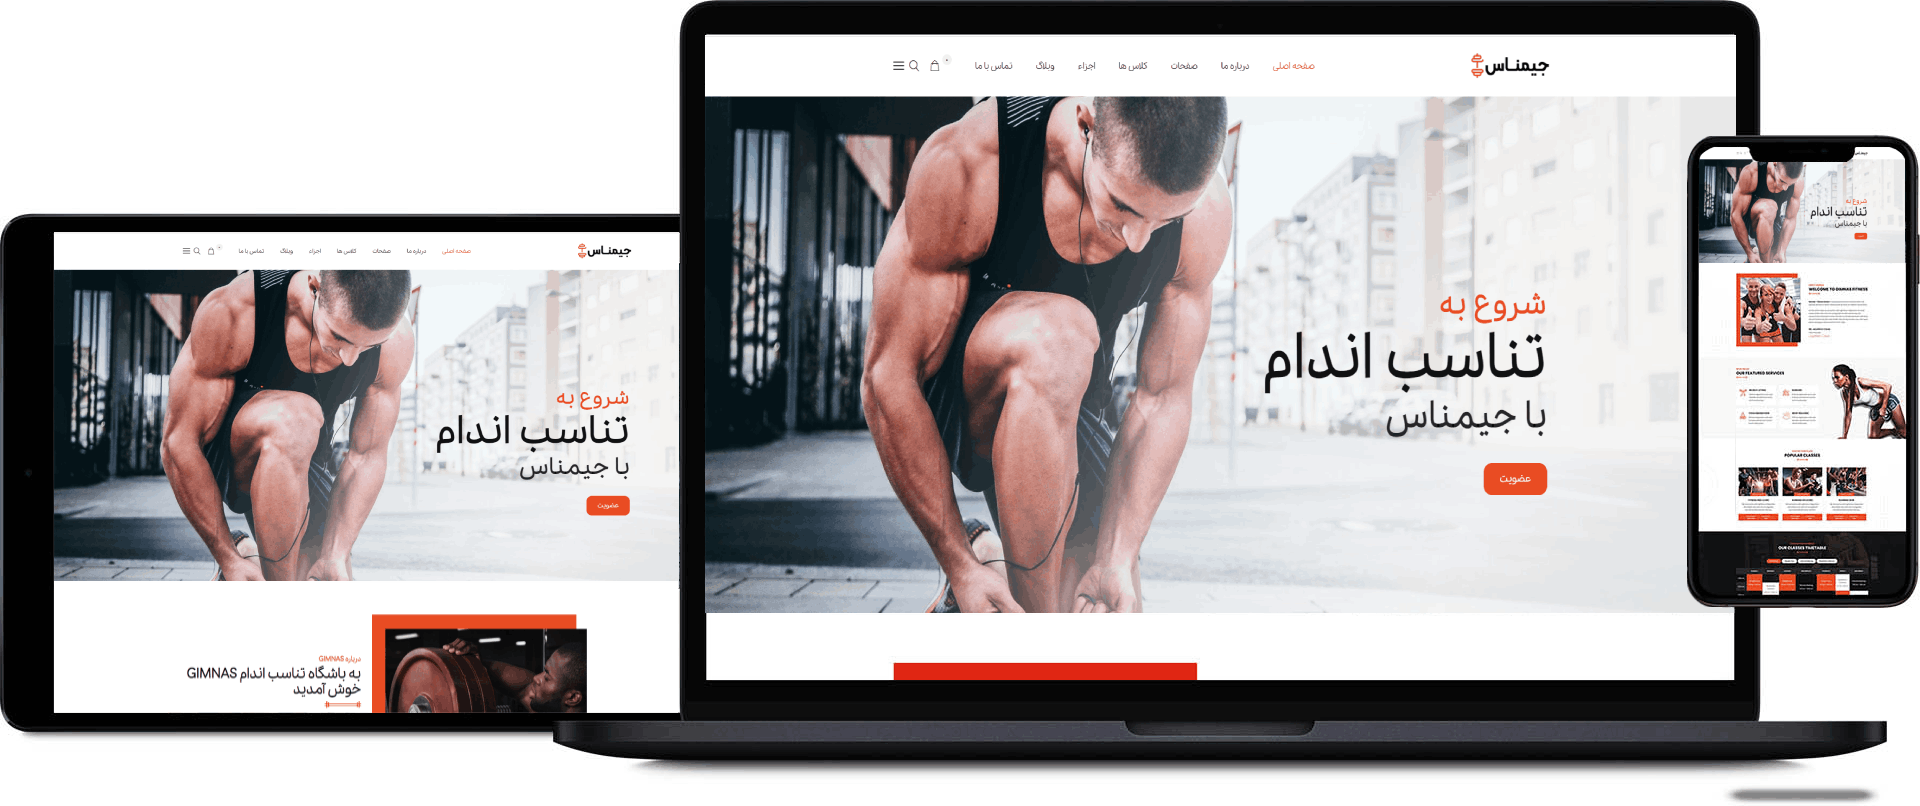 جیمناس
صفحه اصلی
درباره ما
صفحات
کلاس ها
اجزاء
وبلاگ
تماس با ما
شروع به
تناسب اندام
با جیمناس
عضویت
جیمناس
صفحه اصلی
درباره ما
صفحات
کلاس ها
اجزاء
وبلاگ
تماس با ما
شروع به
تناسب اندام
با جیمناس
عضویت
درباره GIMNAS
به باشگاه تناسب اندام GIMNAS
خوش آمدید
جیمناس
شروع به
تناسب اندام
با جیمناس
WELCOME TO GIMNAS FITNESS
OUR FEATURED SERVICES
POPULAR CLASSES
OUR CLASSES TIMETABLE